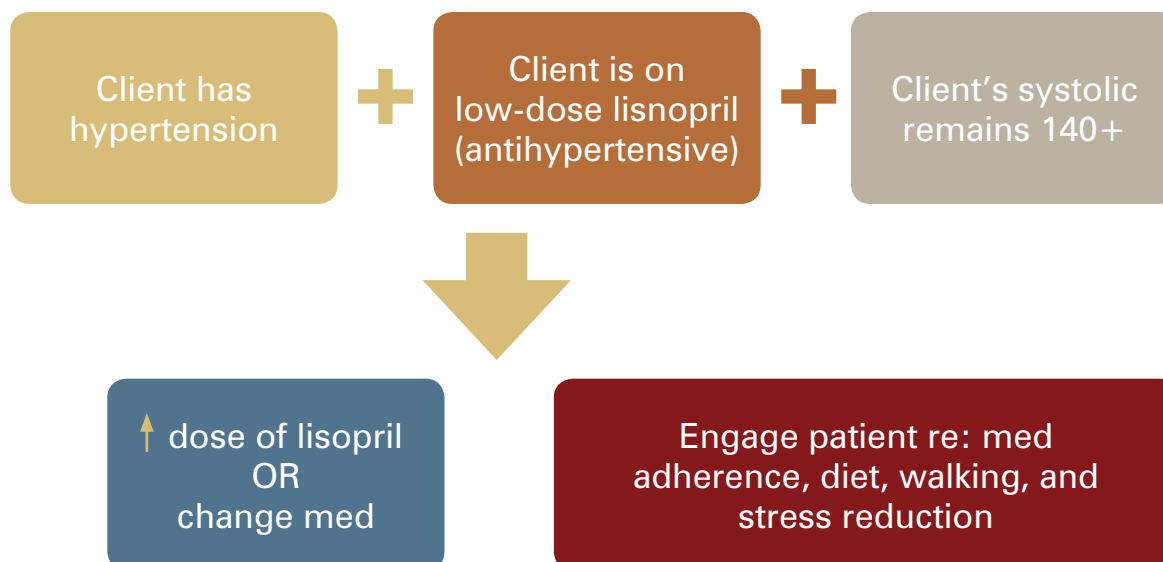 Client has
hypertension
Client is on
low-dose lisnopril
(antihypertensive)
Client’s systolic
remains 140+
dose of lisopril
OR
change med
Engage patient re: med
adherence, diet, walking, and
stress reduction